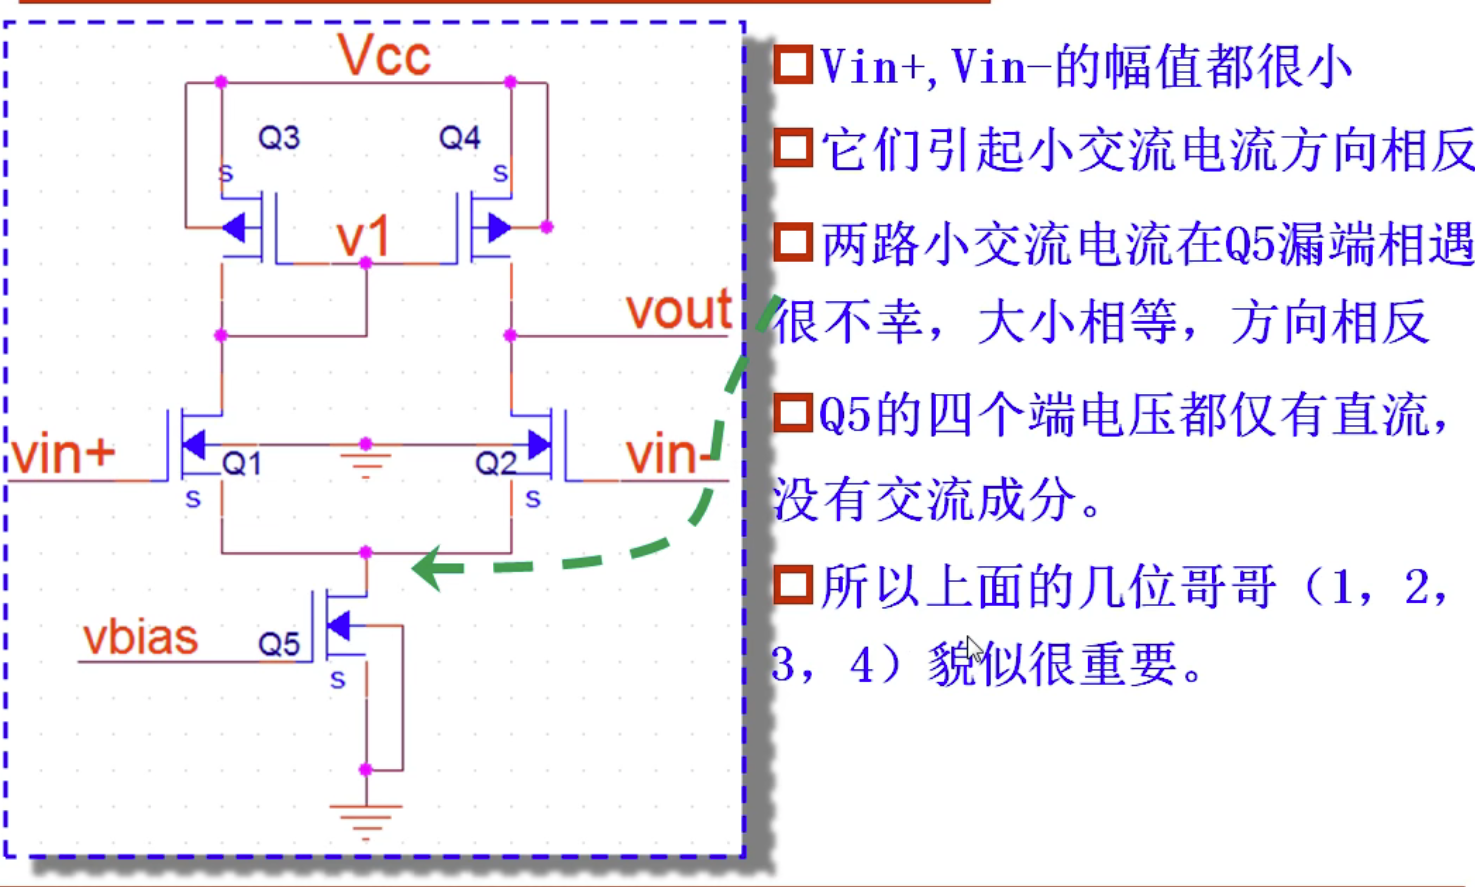 Vcc
Q3
Q4
s
s
v1
vout
vin+
Q1
Q2
vin-
s
s
vbias
Q5
s
Vin+,Vin-的幅值都很小
它们引起小交流电流方向相反
两路小交流电流在Q5漏端相遇
很不幸，大小相等，方向相反
Q5的四个端电压都仅有直流，
没有交流成分。
所以上面的几位哥哥（1，2，
3，4）貌似很重要。